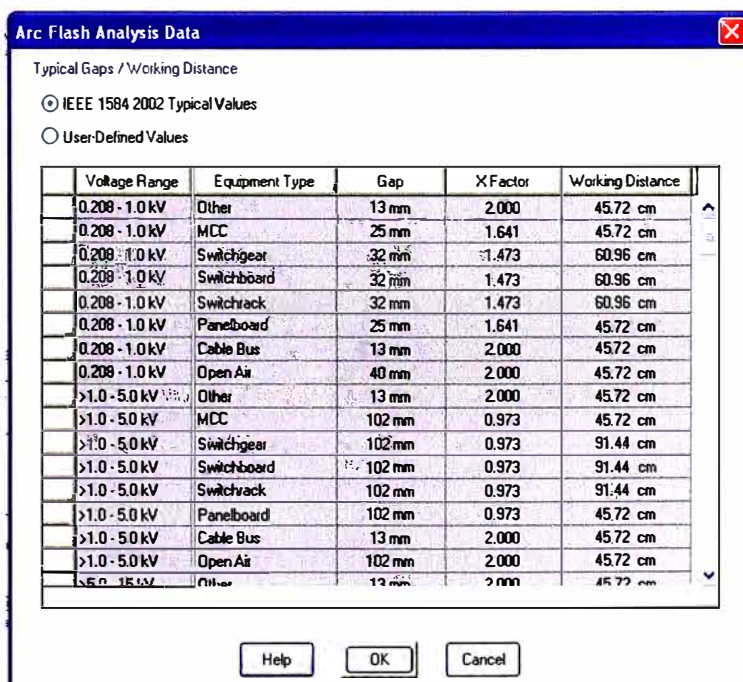 Arc Flash Analysis Data
Typical Gaps / Working Distance
IEEE 1584 2002 Typical Values
User-Defined Values
Voltage Range Equipment Type Gap X Factor Working Distance
0.208 - 1.0 kV Other 13 mm 2.000 45.72 cm
0.208 - 1.0 kV MCC 25 mm 1.641 45.72 cm
0.208 - 1.0 kV Switchgear 32 mm 1.473 60.96 cm
0.208 - 1.0 kV Switchboard 32 mm 1.473 60.96 cm
0.208 - 1.0 kV Switchrack 32 mm 1.473 60.96 cm
0.208 - 1.0 kV Panelboard 25 mm 1.641 45.72 cm
0.208 - 1.0 kV Cable Bus 13 mm 2.000 45.72 cm
0.208 - 1.0 kV Open Air 40 mm 2.000 45.72 cm
>1.0 - 5.0 kV Other 13 mm 2.000 45.72 cm
>1.0 - 5.0 kV MCC 102 mm 0.973 45.72 cm
>1.0 - 5.0 kV Switchgear 102 mm 0.973 91.44 cm
>1.0 - 5.0 kV Switchboard 102 mm 0.973 91.44 cm
>1.0 - 5.0 kV Switchrack 102 mm 0.973 91.44 cm
>1.0 - 5.0 kV Panelboard 102 mm 0.973 45.72 cm
>1.0 - 5.0 kV Cable Bus 13 mm 2.000 45.72 cm
>1.0 - 5.0 kV Open Air 102 mm 2.000 45.72 cm
>5.0 - 15 kV Other 13 mm 2.000 45.72 cm
Help OK Cancel